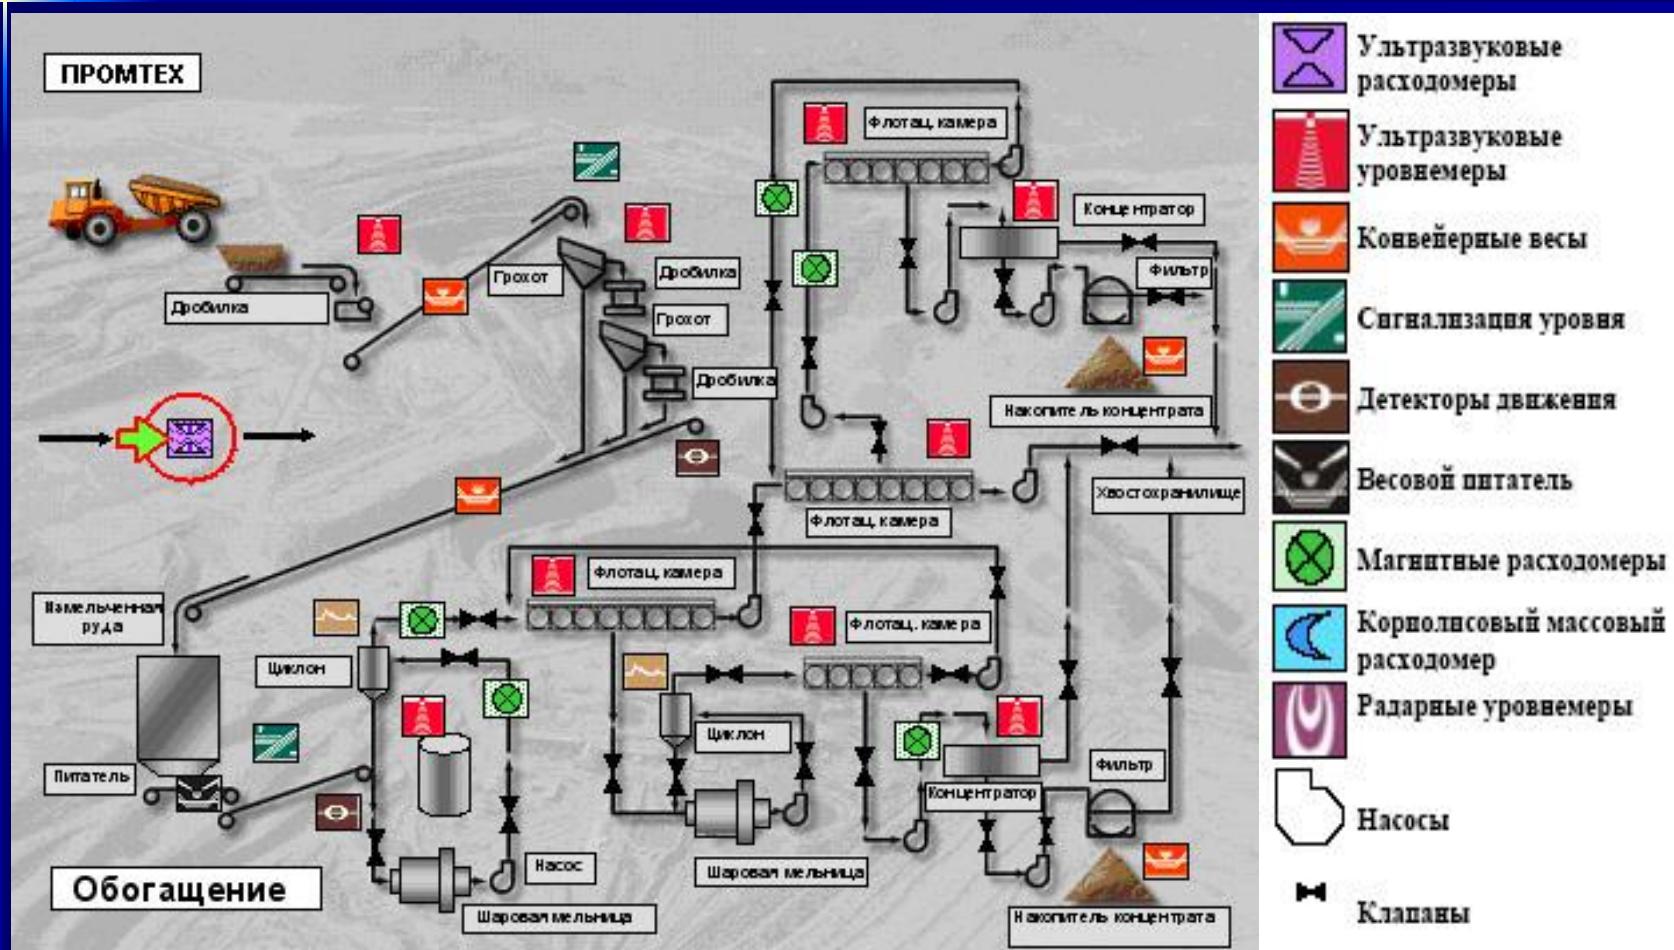 ПРОМТЕХ
Флотац. камера
Концентратор
Грохот
Дробилка
Фильтр
Дробилка
Грохот
Дробилка
Накопитель концентрата
Хвостохранилище
Флотац. камера
Флотац. камера
Измельченная
руда
Флотац. камера
Циклон
Циклон
Питатель
Фильтр
Концентратор
Насос
Шаровая мельница
Обогащение
Шаровая мельница
Накопитель концентрата
Ультразвуковые
расходомеры
Ультразвуковые
уровнемеры
Конвейерные весы
Сигнализация уровня
Детекторы движения
Весовой питатель
Магнитные расходомеры
Корполисовый массовый
расходомер
Радарные уровнемеры
Насосы
Клапаны